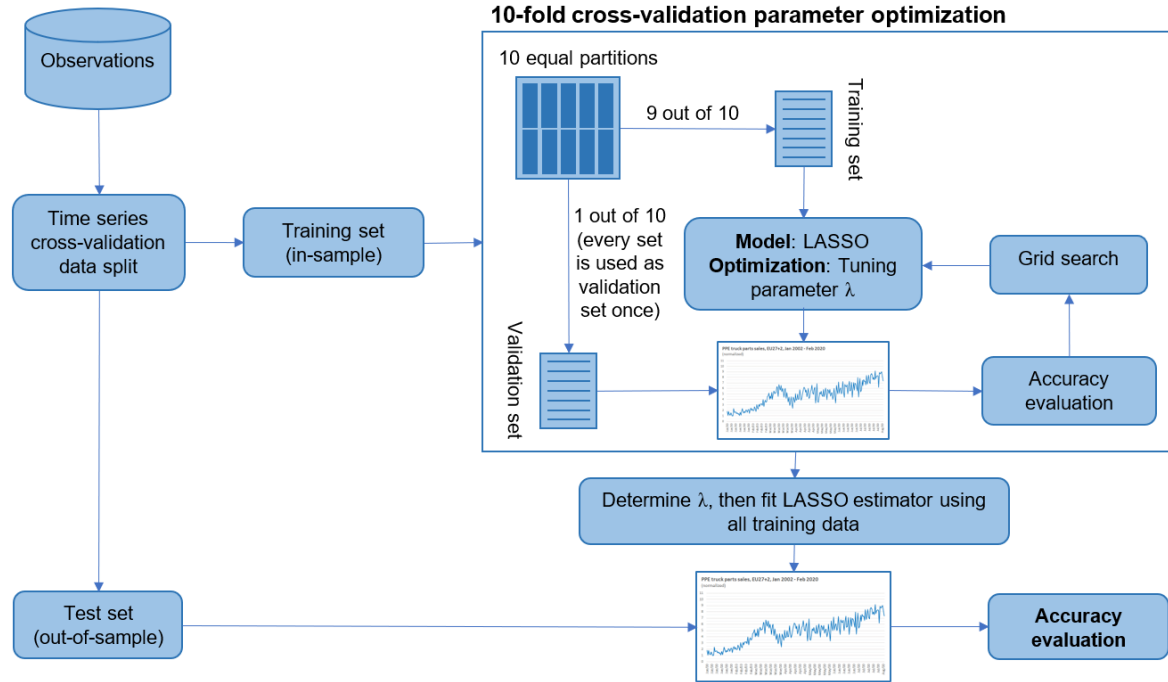 10-fold cross-validation parameter optimization
Observations
10 equal partitions
9 out of 10
Training set
1 out of 10
(every set
is used as
validation
set once)
Time series
cross-validation
data split
Training set
(in-sample)
Model: LASSO
Optimization: Tuning
parameter λ
Grid search
Validation set
PPE truck parts sales, EU27+2, Jan 2002 - Feb 2020
(normalised)
Accuracy
evaluation
Determine λ, then fit LASSO estimator using
all training data
PPE truck parts sales, EU27+2, Jan 2002 - Feb 2020
(normalised)
Test set
(out-of-sample)
Accuracy
evaluation